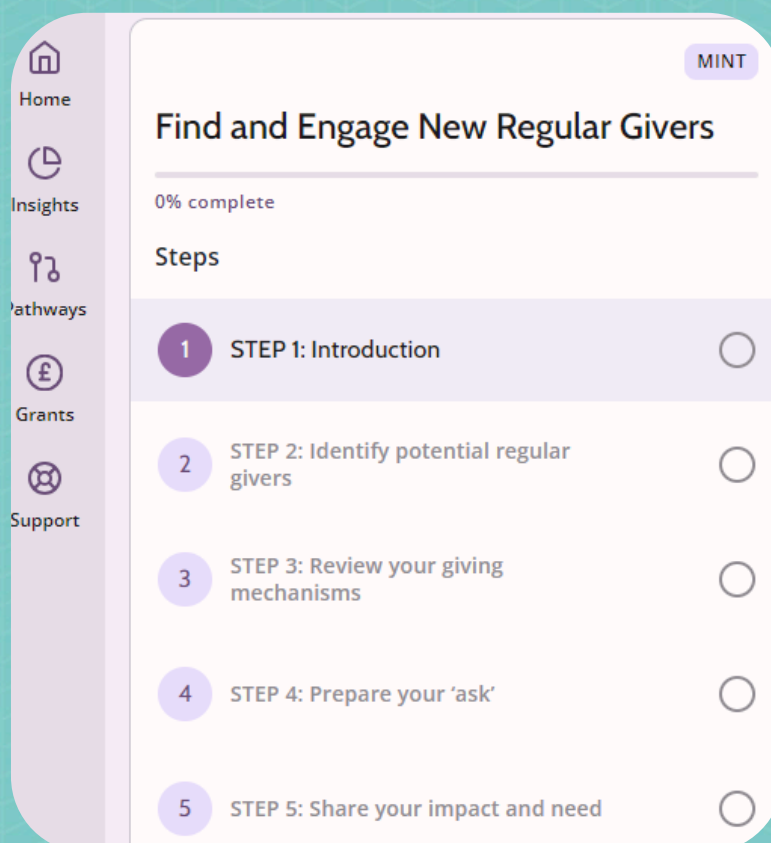 Home
Insights
Pathways
Grants
Support
MINT
Find and Engage New Regular Givers
0% complete
Steps
1
STEP 1: Introduction
2
STEP 2: Identify potential regular
givers
3
STEP 3: Review your giving
mechanisms
4
STEP 4: Prepare your ‘ask’
5
STEP 5: Share your impact and need